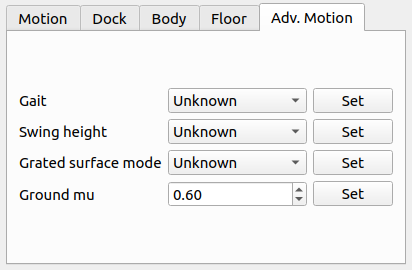 Motion Dock Body Floor Adv. Motion
Gait Unknown Set
Swing height Unknown Set
Grated surface mode Unknown Set
Ground mu 0.60 Set